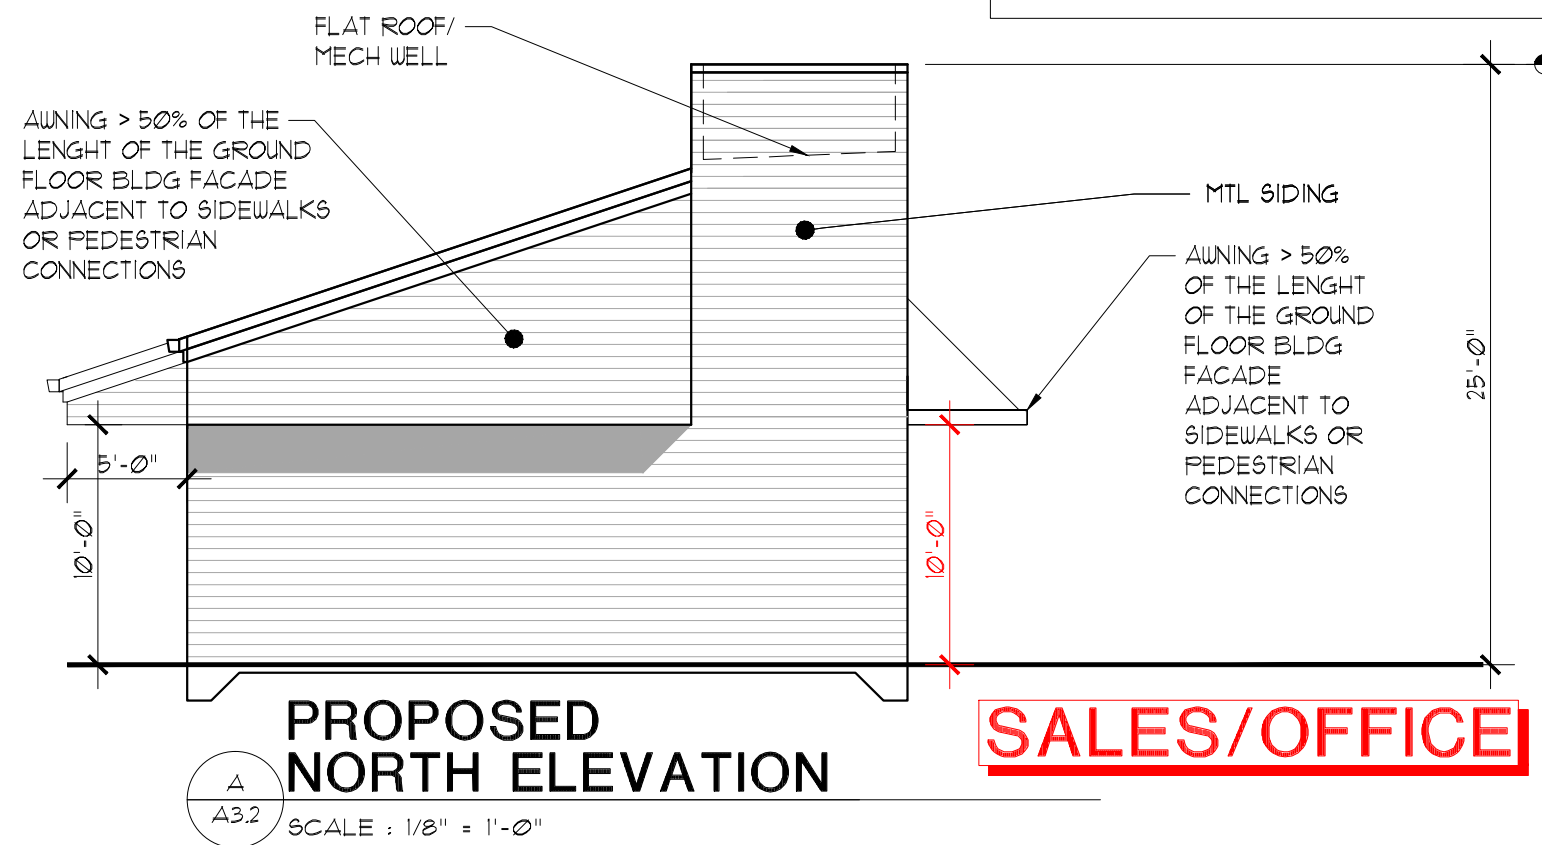 FLAT ROOF/
MECH WELL
AWNING > 50% OF THE
LENGHT OF THE GROUND
FLOOR BLDG FACADE
ADJACENT TO SIDEWALKS
OR PEDESTRIAN
CONNECTIONS
MTL SIDING
AWNING > 50%
OF THE LENGHT
OF THE GROUND
FLOOR BLDG
FACADE
ADJACENT TO
SIDEWALKS OR
PEDESTRIAN
CONNECTIONS
25'-0"
5'-0"
10'-0"
10'-0"
PROPOSED
NORTH ELEVATION
SALES/OFFICE
A
A3.2
SCALE : 1/8" = 1'-0"